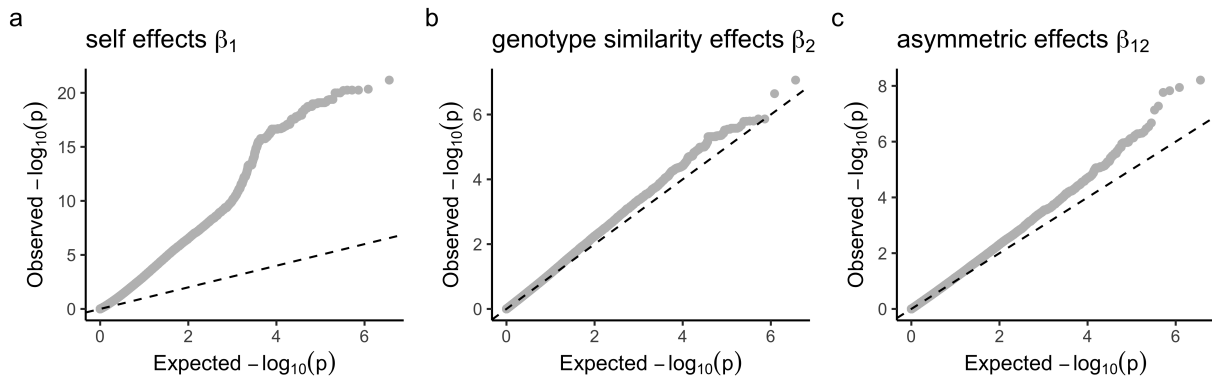 a
self effects β₁
Observed −log₁₀(p)
20
15
10
5
0
0 2 4 6
Expected −log₁₀(p)
b
genotype similarity effects β₂
Observed −log₁₀(p)
6
4
2
0
0 2 4 6
Expected −log₁₀(p)
c
asymmetric effects β₁₂
Observed −log₁₀(p)
8
6
4
2
0
0 2 4 6
Expected −log₁₀(p)